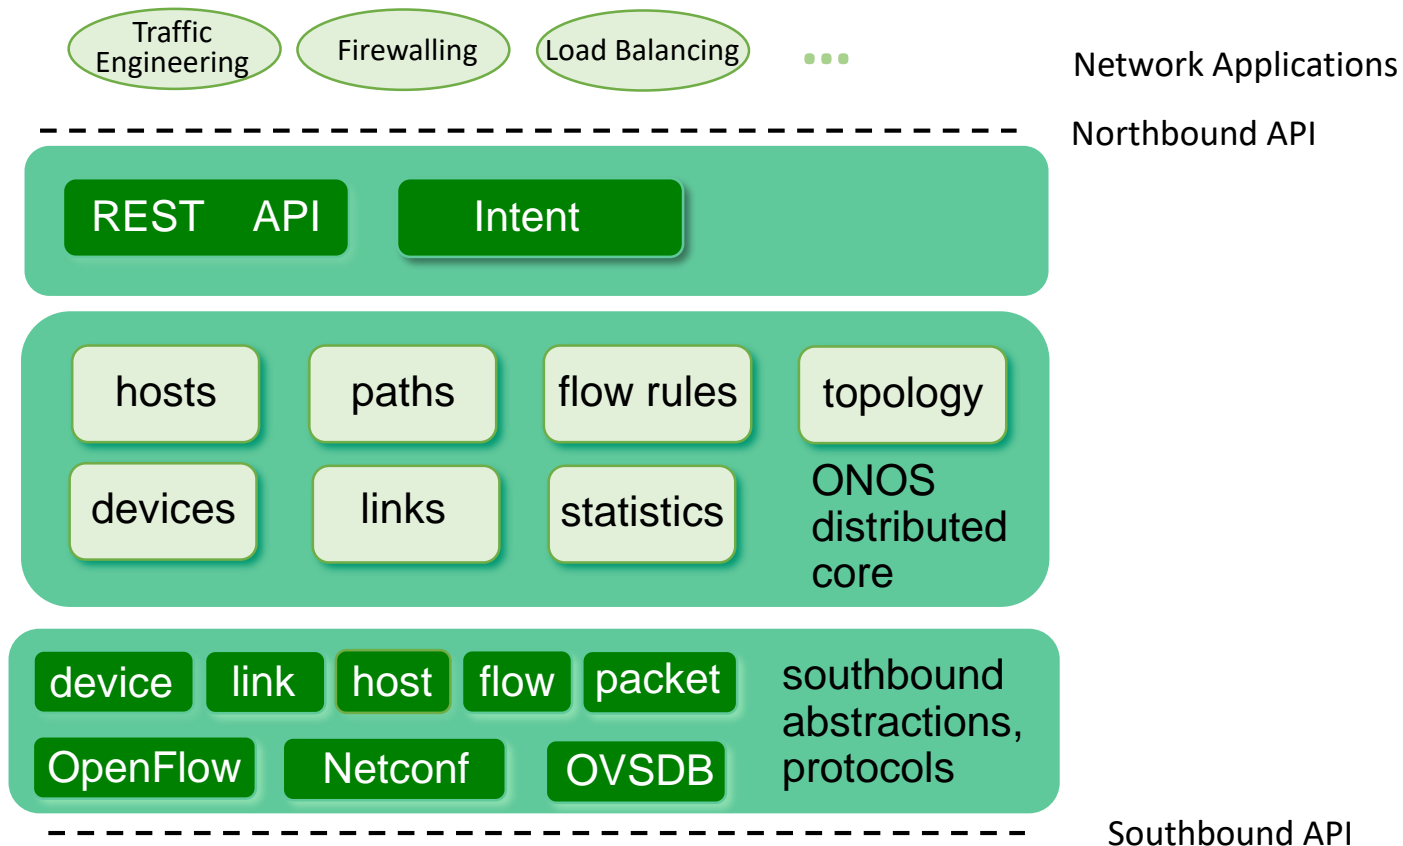 Traffic
Engineering
Firewalling
Load Balancing
...
Network Applications
Northbound API
REST API
Intent
hosts
paths
flow rules
topology
devices
links
statistics
ONOS
distributed
core
device
link
host
flow
packet
southbound
abstractions,
protocols
OpenFlow
Netconf
OVSDB
Southbound API